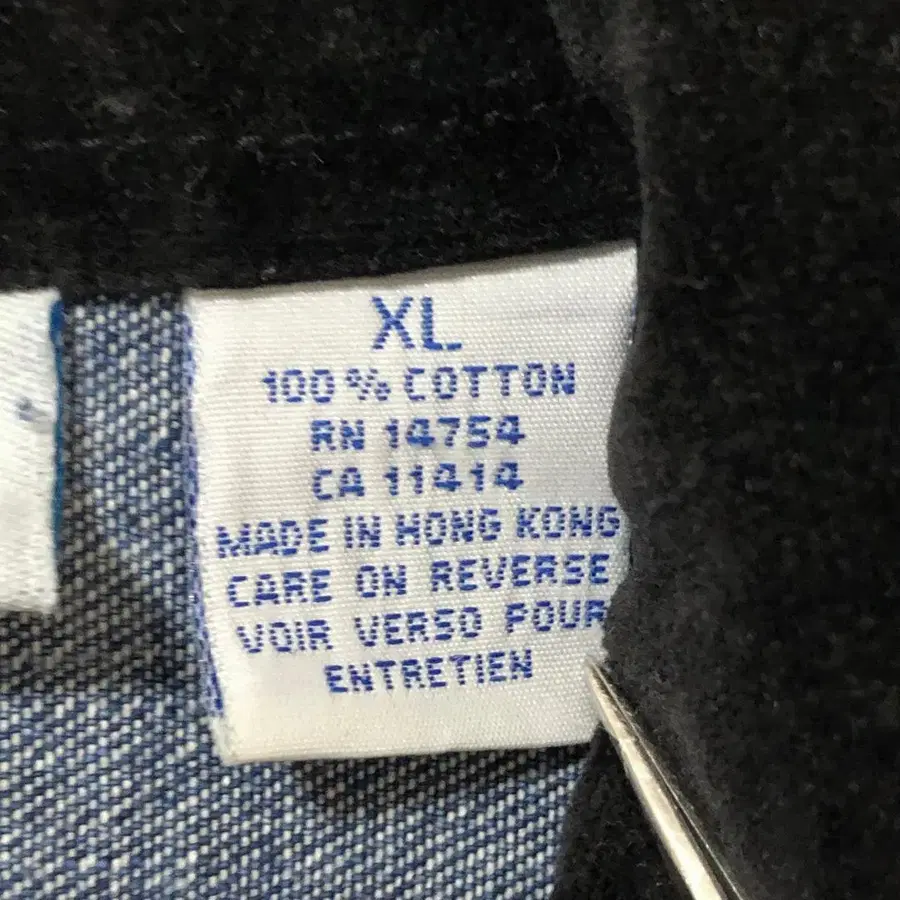 XL
100% COTTON
RN 14754
CA 11414
MADE IN HONG KONG
CARE ON REVERSE
VOIR VERSO POUR
ENTRETIEN